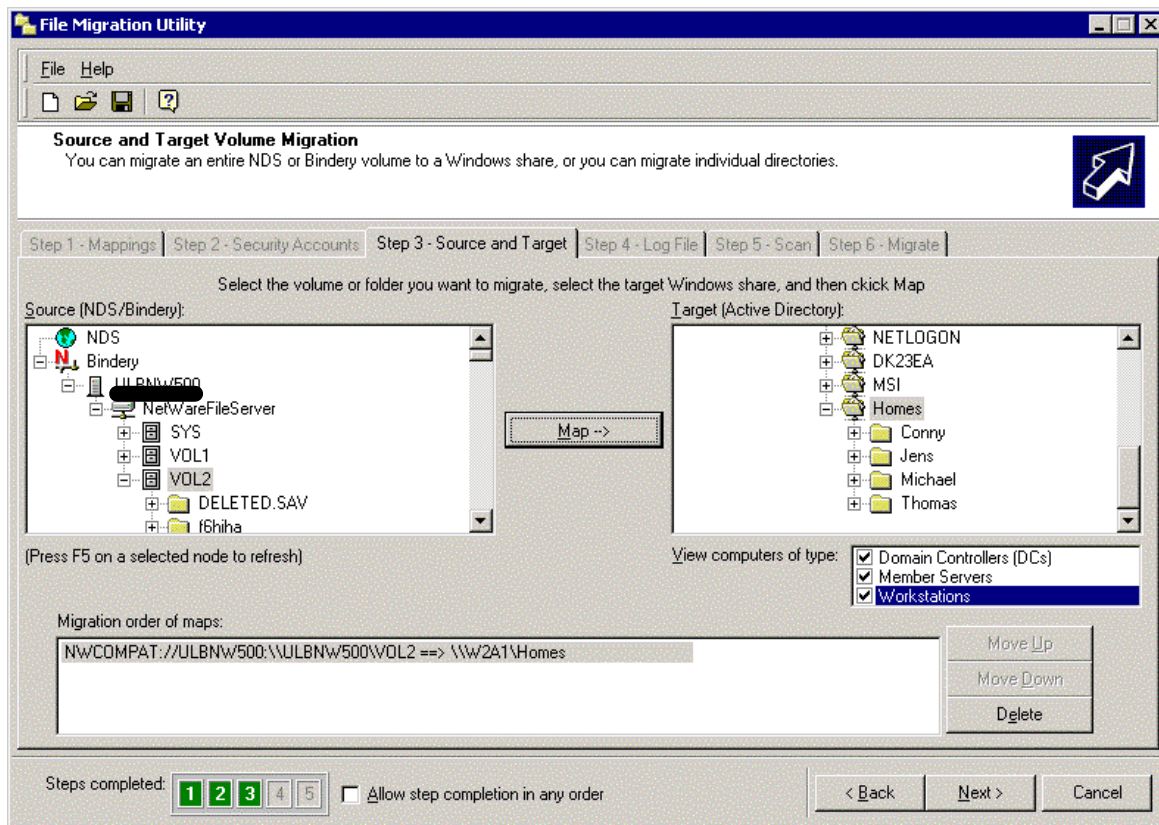 File Migration Utility
File Help
Source and Target Volume Migration
You can migrate an entire NDS or Bindery volume to a Windows share, or you can migrate individual directories.
Step 1 - Mappings Step 2 - Security Accounts Step 3 - Source and Target Step 4 - Log File Step 5 - Scan Step 6 - Migrate
Select the volume or folder you want to migrate, select the target Windows share, and then ckick Map
Source (NDS/Bindery):
NDS
Bindery
ULBNW500
NetWareFileServer
SYS
VOL1
VOL2
DELETED.SAV
f6hiha
(Press F5 on a selected node to refresh)
Map -->
Target (Active Directory):
NETLOGON
DK23EA
MSI
Homes
Conny
Jens
Michael
Thomas
View computers of type:
Domain Controllers (DCs)
Member Servers
Workstations
Migration order of maps:
NWCOMPAT://ULBNW500:\\ULBNW500\VOL2 ==> \\W2A1\Homes
Move Up
Move Down
Delete
Steps completed: 1 2 3 4 5 Allow step completion in any order
< Back Next > Cancel